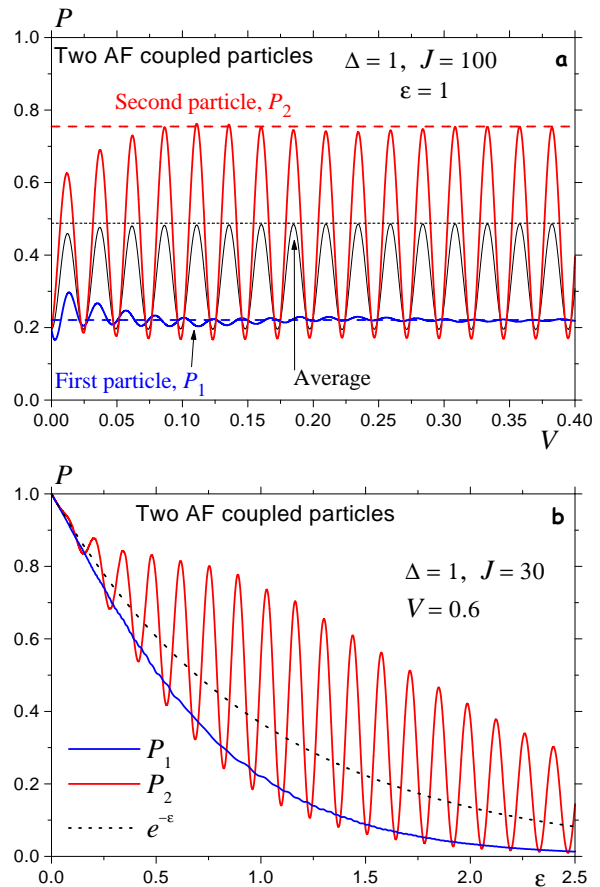 P
Two AF coupled particles
Δ = 1, J = 100
a
ε = 1
Second particle, P₂
First particle, P₁
Average
1.0
0.8
0.6
0.4
0.2
0.0
0.00 0.05 0.10 0.15 0.20 0.25 0.30 0.35 0.40
V
P
Two AF coupled particles
b
Δ = 1, J = 30
V = 0.6
P₁
P₂
e^-ε
1.0
0.8
0.6
0.4
0.2
0.0
0.0 0.5 1.0 1.5 2.0 2.5
ε